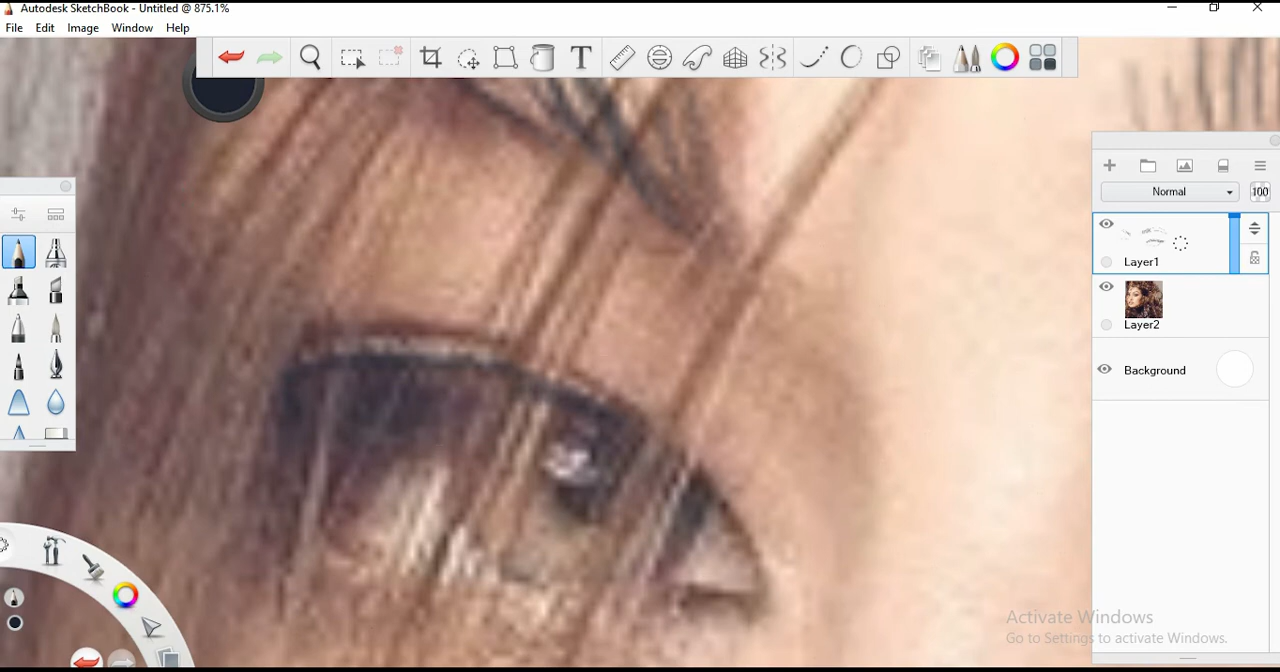 Autodesk SketchBook - Untitled @ 875.1%
File Edit Image Window Help
T
Normal 100
Layer1
Layer2
Background
Activate Windows
Go to Settings to activate Windows.